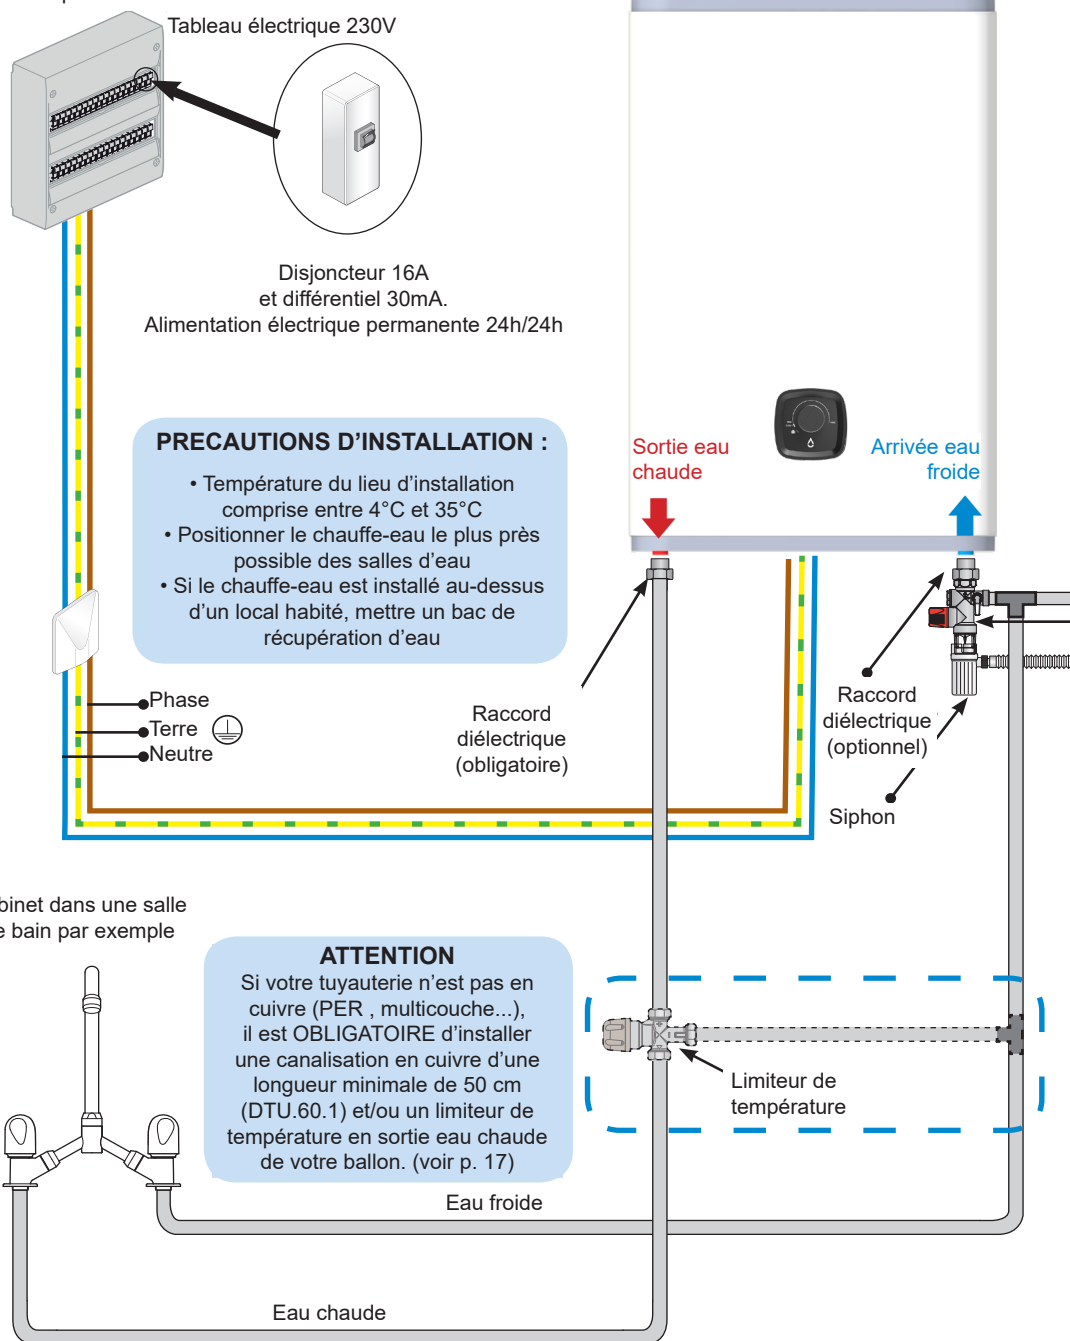 Tableau électrique 230V
Disjoncteur 16A
et différentiel 30mA.
Alimentation électrique permanente 24h/24h
PRECAUTIONS D’INSTALLATION :
• Température du lieu d’installation
comprise entre 4°C et 35°C
• Positionner le chauffe-eau le plus près
possible des salles d’eau
• Si le chauffe-eau est installé au-dessus
d’un local habité, mettre un bac de
récupération d’eau
Sortie eau
chaude
Arrivée eau
froide
Phase
Terre
Neutre
Raccord
diélectrique
(obligatoire)
Raccord
diélectrique
(optionnel)
Siphon
binet dans une salle
e bain par exemple
ATTENTION
Si votre tuyauterie n’est pas en
cuivre (PER , multicouche...),
il est OBLIGATOIRE d’installer
une canalisation en cuivre d’une
longueur minimale de 50 cm
(DTU.60.1) et/ou un limiteur de
température en sortie eau chaude
de votre ballon. (voir p. 17)
Limiteur de
température
Eau froide
Eau chaude